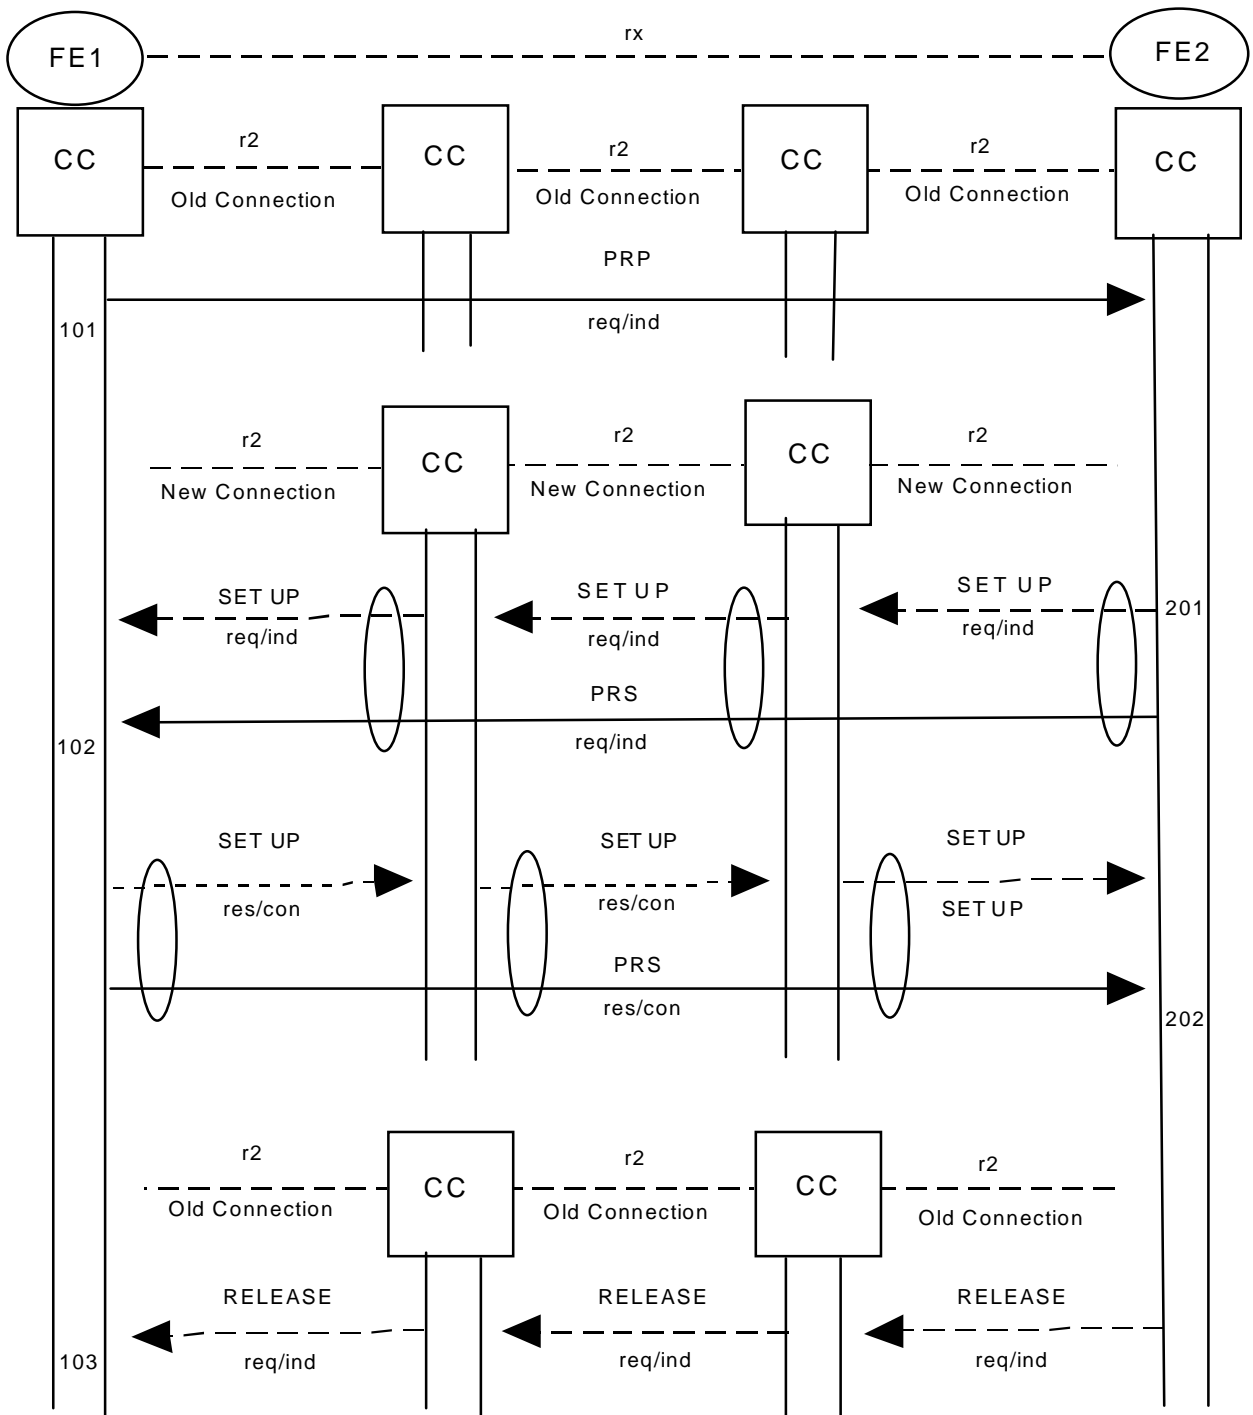 rx
FE1
FE2
CC
r2
Old Connection
CC
r2
Old Connection
CC
r2
Old Connection
CC
PRP
req/ind
101
r2
New Connection
CC
r2
New Connection
CC
r2
New Connection
SET UP
req/ind
SET UP
req/ind
SET UP
req/ind
201
PRS
req/ind
102
SET UP
res/con
SET UP
res/con
SET UP
SET UP
PRS
res/con
202
r2
Old Connection
CC
r2
Old Connection
CC
r2
Old Connection
RELEASE
req/ind
RELEASE
req/ind
RELEASE
req/ind
103